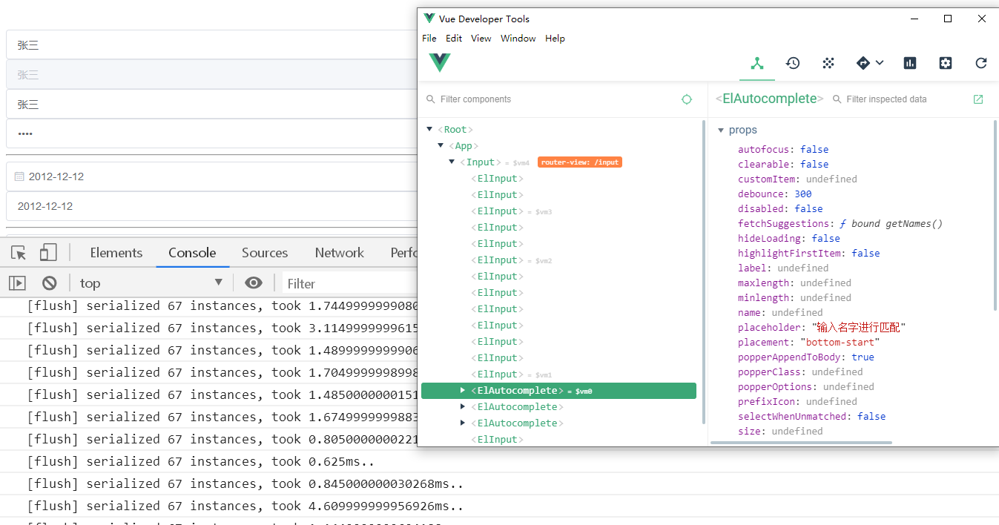 张三
张三
张三
••••
2012-12-12
2012-12-12
Elements Console Sources Network Perfo
top Filter
[flush] serialized 67 instances, took 1.7449999999080
[flush] serialized 67 instances, took 3.1149999999615
[flush] serialized 67 instances, took 1.4899999999906
[flush] serialized 67 instances, took 1.7049999998998
[flush] serialized 67 instances, took 1.4850000000151
[flush] serialized 67 instances, took 1.6749999999883
[flush] serialized 67 instances, took 0.8050000000221
[flush] serialized 67 instances, took 0.625ms..
[flush] serialized 67 instances, took 0.845000000030268ms..
[flush] serialized 67 instances, took 4.609999999956926ms..
Vue Developer Tools
File Edit View Window Help
Filter components
<Root>
<App>
<Input> = $vm4 router-view: /input
<ElInput>
<ElInput>
<ElInput> = $vm3
<ElInput>
<ElInput>
<ElInput> = $vm2
<ElInput>
<ElInput>
<ElInput>
<ElInput>
<ElInput>
<ElInput>
<ElInput> = $vm1
<ElAutocomplete> = $vm0
<ElAutocomplete>
<ElAutocomplete>
<ElInput>
<ElAutocomplete> Filter inspected data
props
autofocus: false
clearable: false
customItem: undefined
debounce: 300
disabled: false
fetchSuggestions: ƒ bound getNames()
hideLoading: false
highlightFirstItem: false
label: undefined
maxlength: undefined
minlength: undefined
name: undefined
placeholder: "输入名字进行匹配"
placement: "bottom-start"
popperAppendToBody: true
popperClass: undefined
popperOptions: undefined
prefixIcon: undefined
selectWhenUnmatched: false
size: undefined